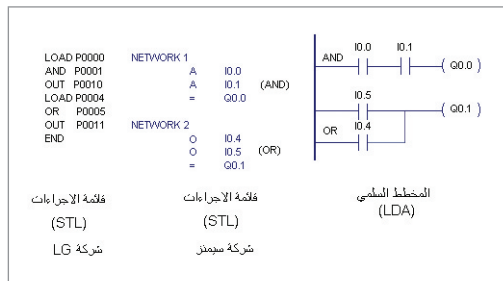 LOAD P0000
AND P0001
OUT P0010
LOAD P0004
OR P0005
OUT P0011
END
قائمة الاجراءات
(STL)
شركة LG
NETWORK 1
A I0.0
A I0.1 (AND)
= Q0.0
NETWORK 2
O I0.4
O I0.5 (OR)
= Q0.1
قائمة الاجراءات
(STL)
شركة سيمنز
AND I0.0 I0.1 Q0.0
I0.5 Q0.1
OR I0.4
المخطط السلمي
(LDA)